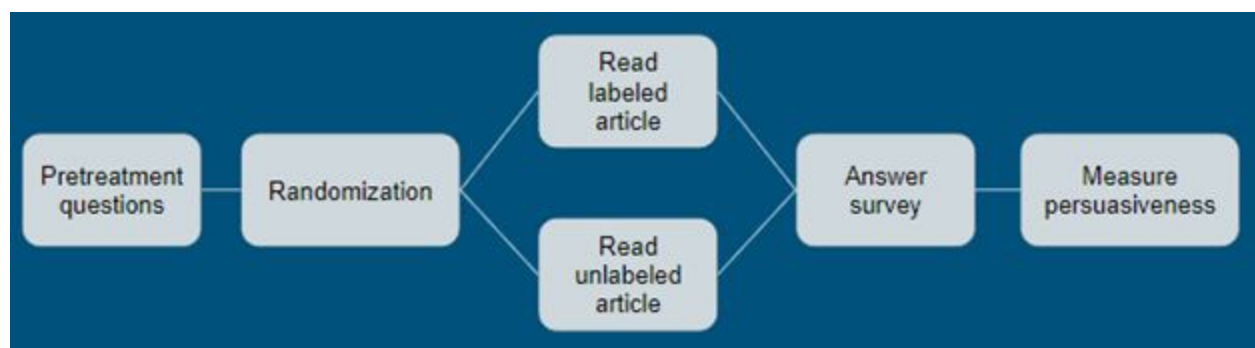 Pretreatment
questions
Randomization
Read
labeled
article
Read
unlabeled
article
Answer
survey
Measure
persuasiveness